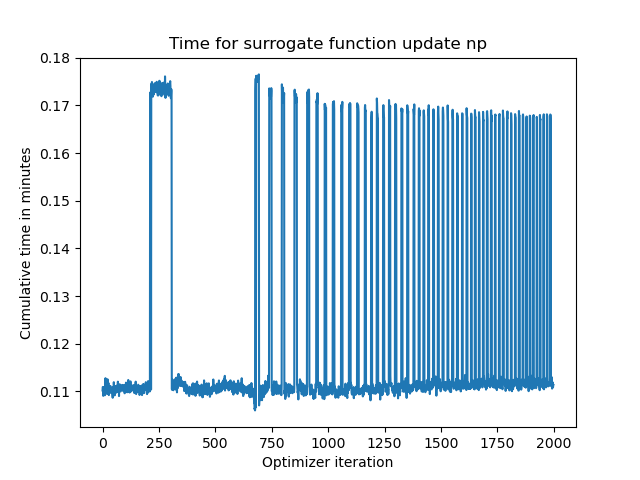 Time for surrogate function update np
0.18
0.17
0.16
0.15
0.14
0.13
0.12
0.11
Cumulative time in minutes
0 250 500 750 1000 1250 1500 1750 2000
Optimizer iteration